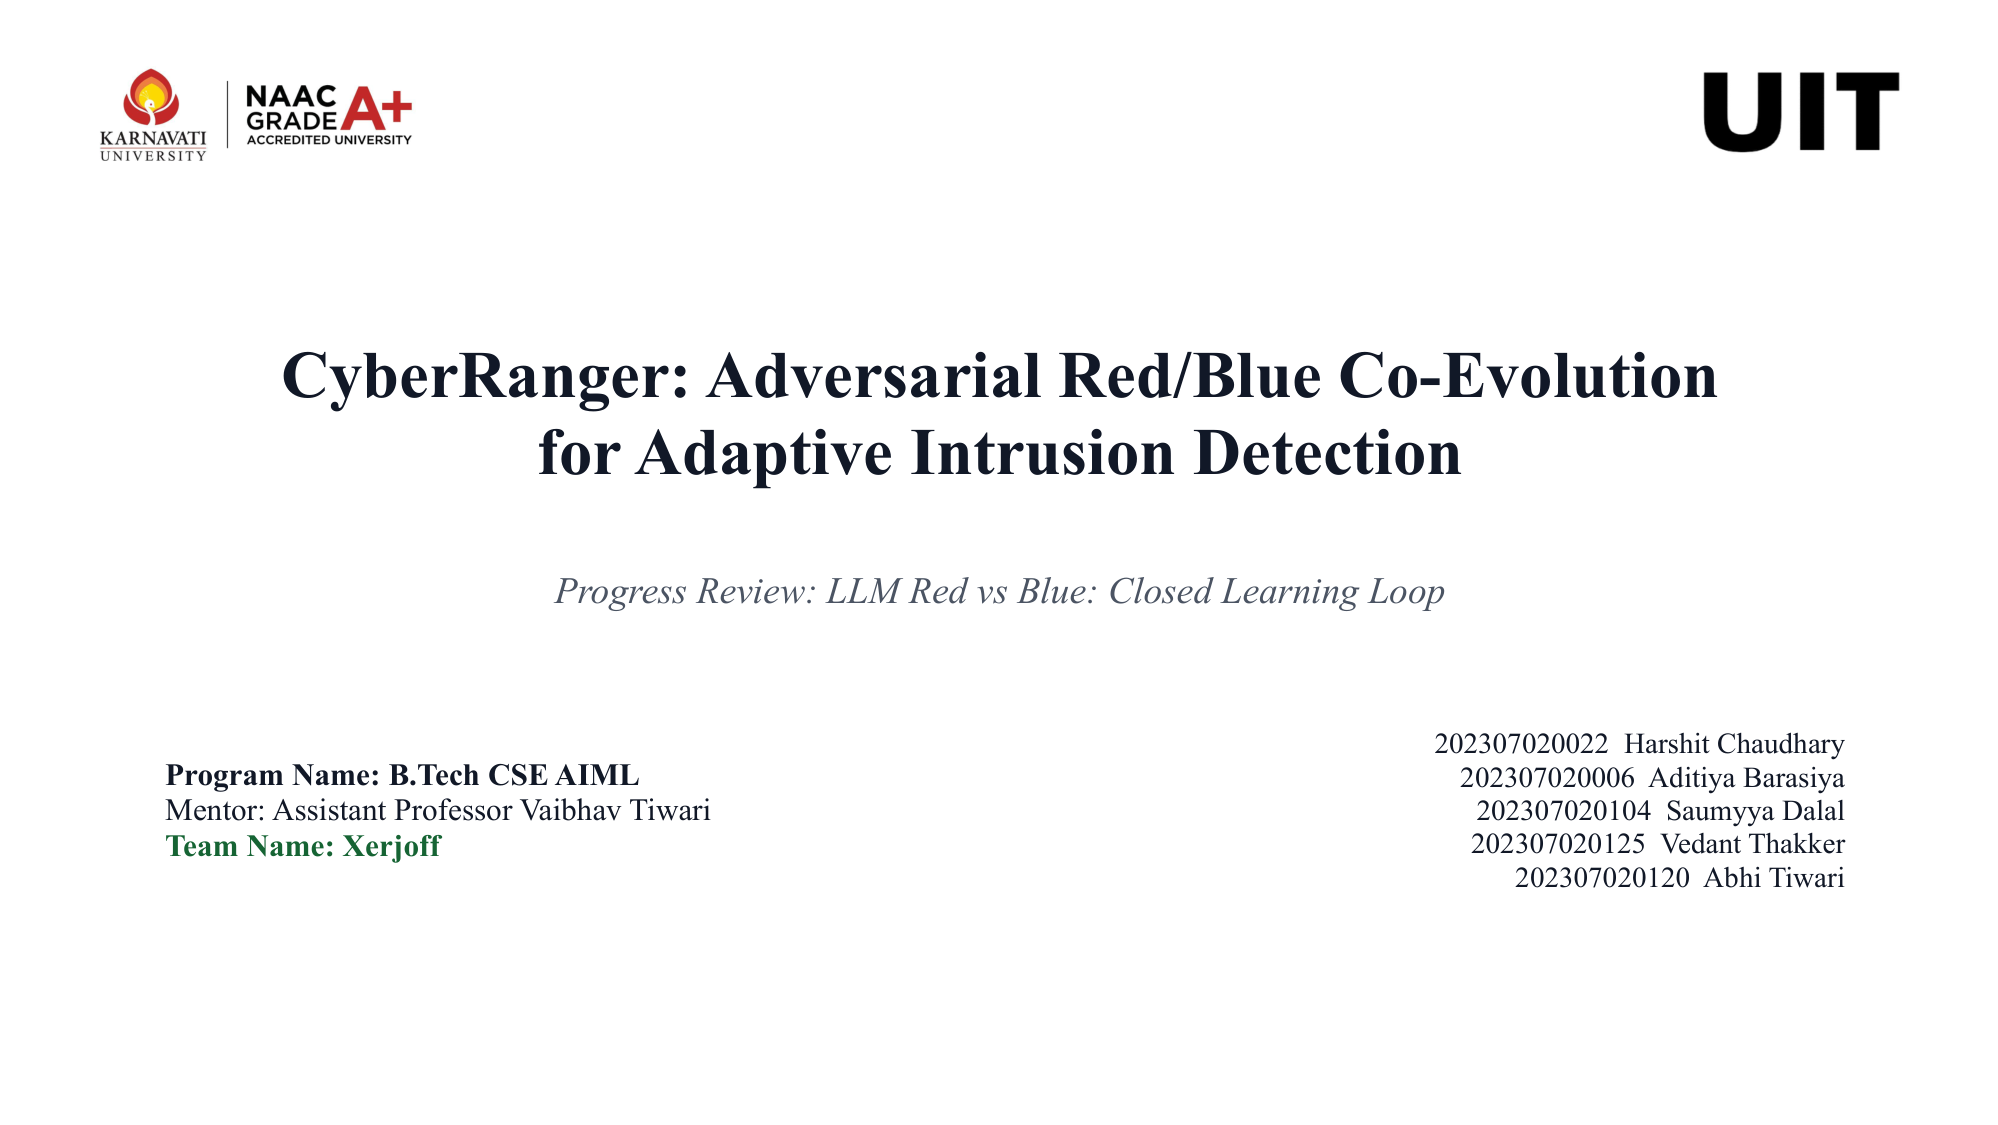 KARNAVATI
UNIVERSITY
NAAC
GRADE A+
ACCREDITED UNIVERSITY
UIT
CyberRanger: Adversarial Red/Blue Co-Evolution
for Adaptive Intrusion Detection
Progress Review: LLM Red vs Blue: Closed Learning Loop
Program Name: B.Tech CSE AIML
Mentor: Assistant Professor Vaibhav Tiwari
Team Name: Xerjoff
202307020022 Harshit Chaudhary
202307020006 Aditiya Barasiya
202307020104 Saumyya Dalal
202307020125 Vedant Thakker
202307020120 Abhi Tiwari